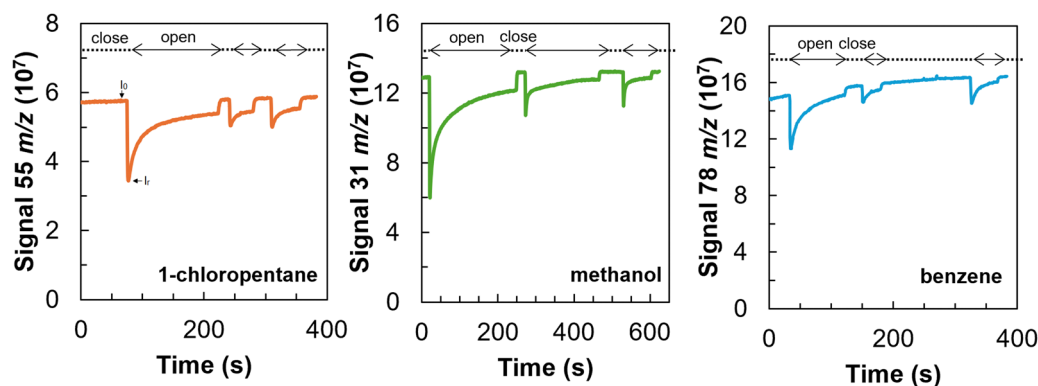 Signal 55 m/z (10⁷)
8
6
4
2
0
close
open
I₀
Iᵣ
1-chloropentane
0
200
400
Time (s)
Signal 31 m/z (10⁷)
16
12
8
4
0
open
close
methanol
0
200
400
600
Time (s)
Signal 78 m/z (10⁷)
20
16
12
8
4
0
open
close
benzene
0
200
400
Time (s)